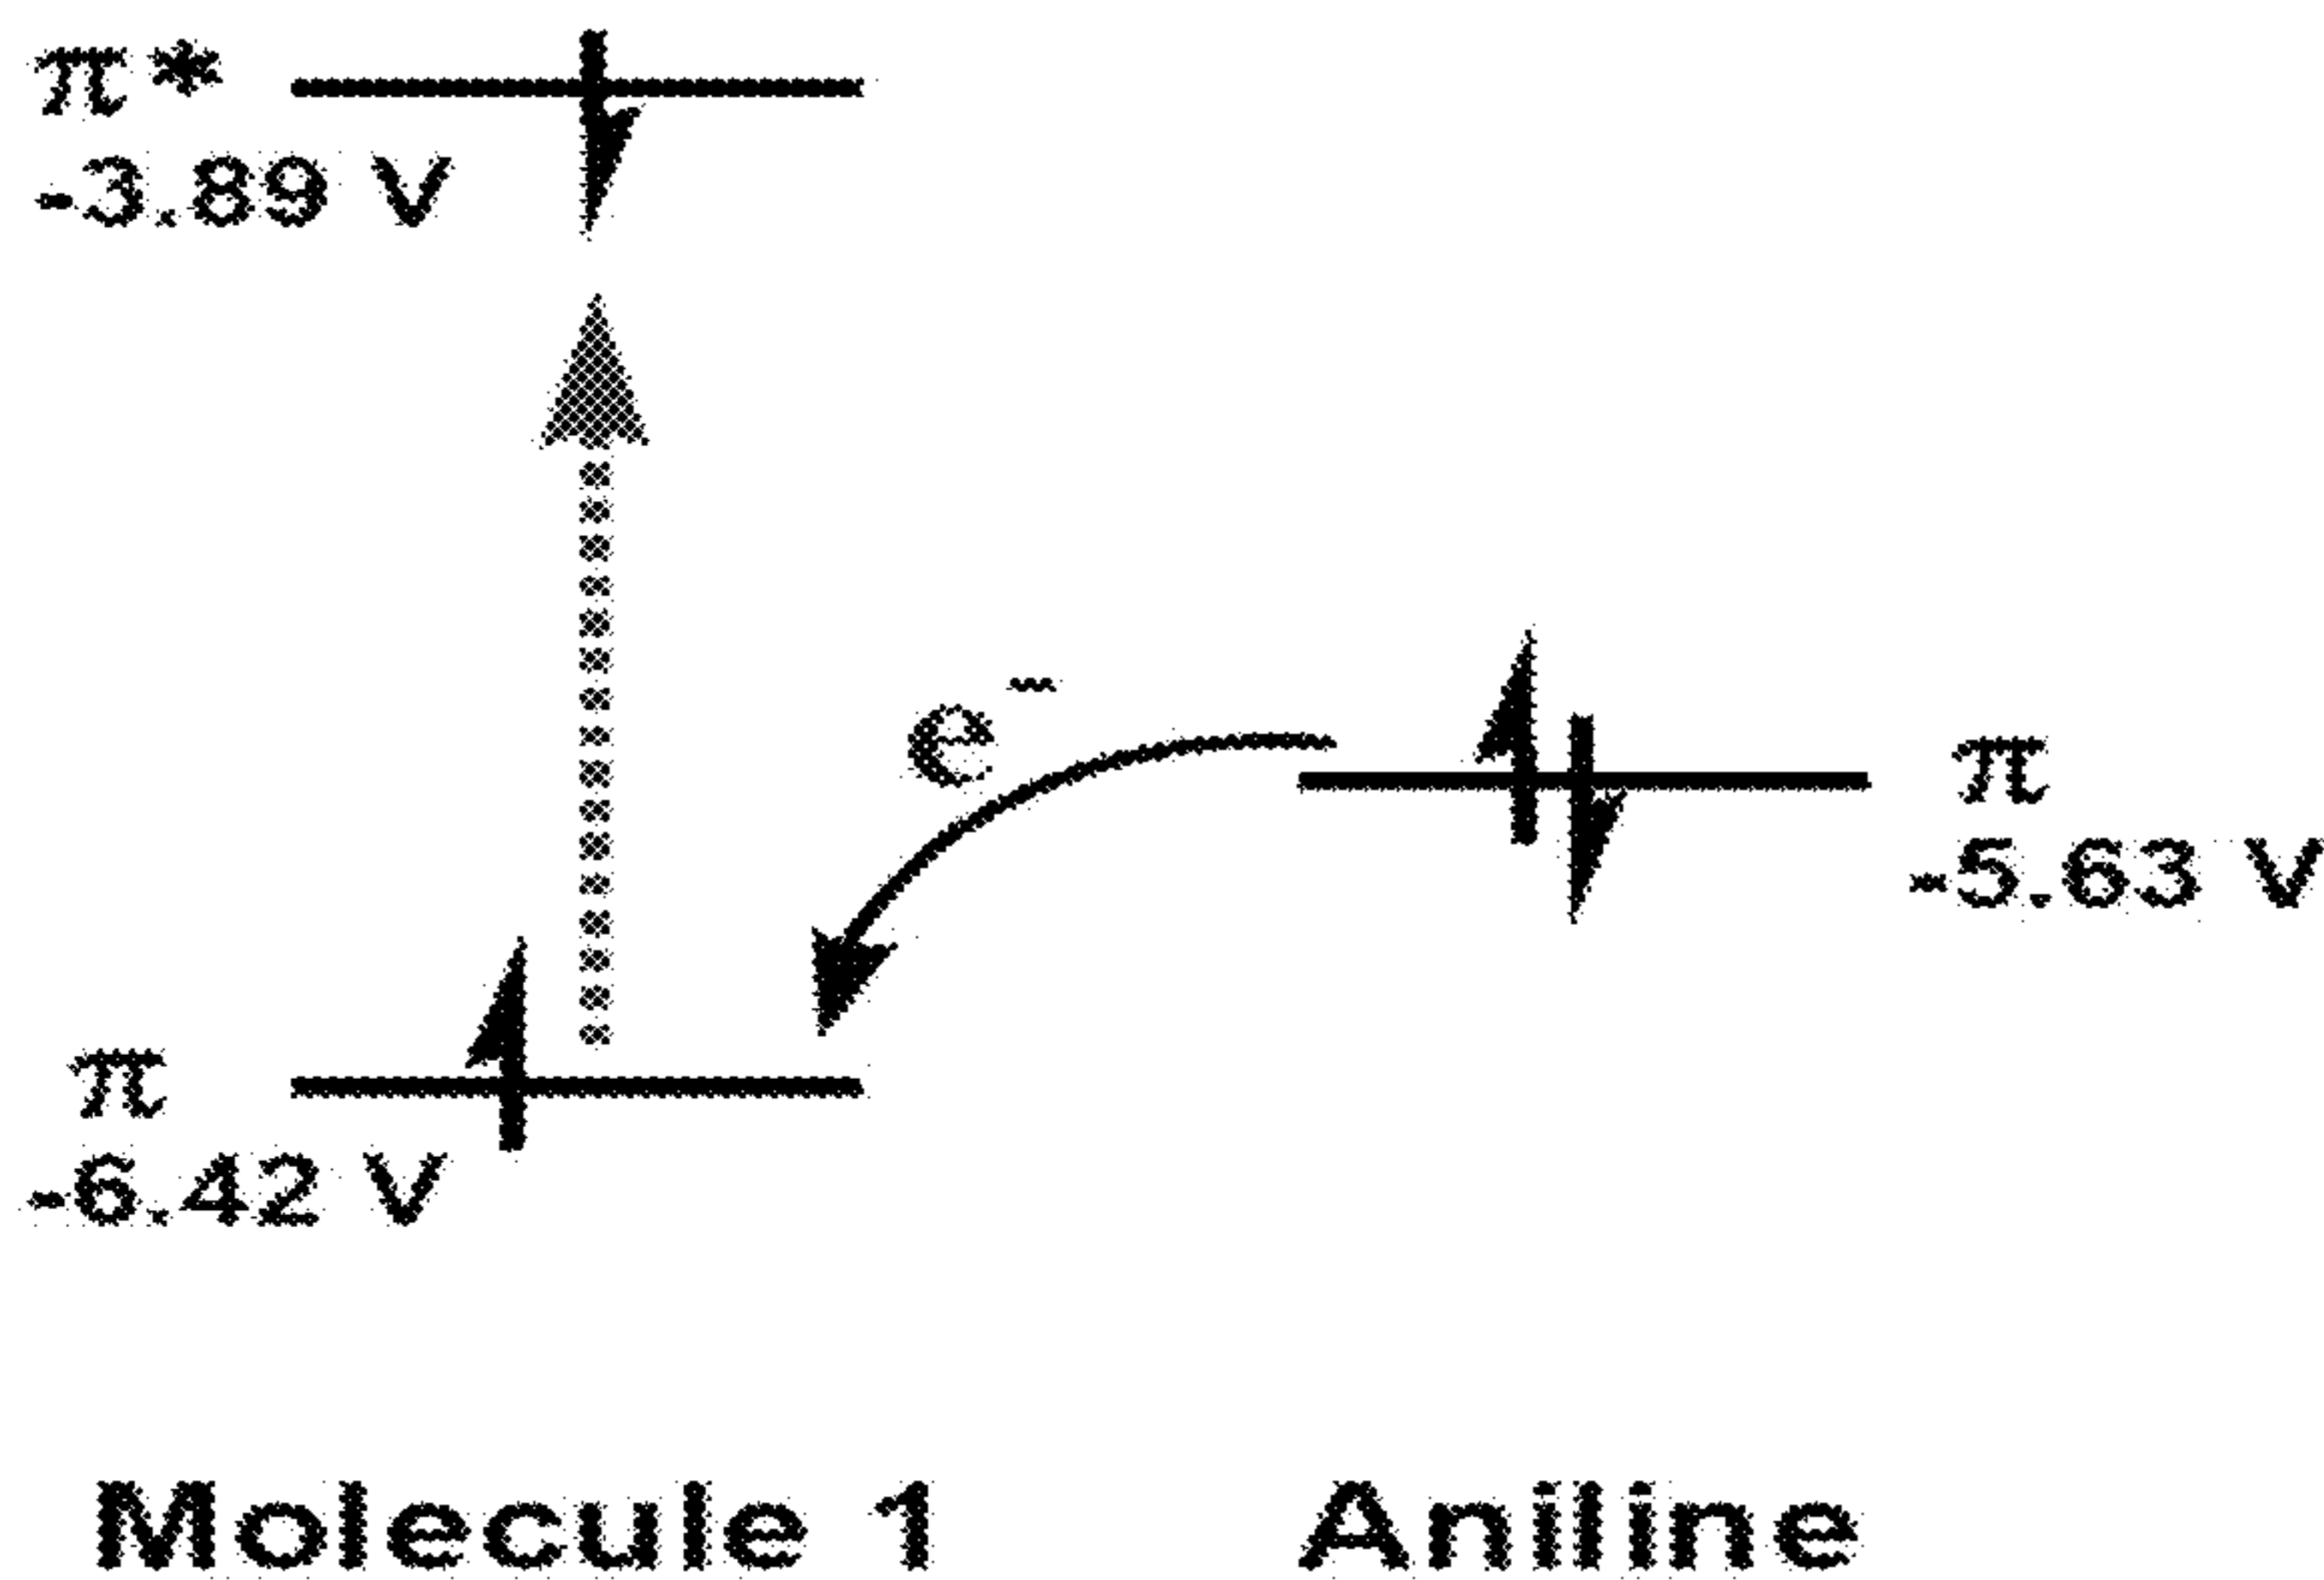 π*
-3.89 V
e⁻
π
-5.63 V
π
-6.42 V
Molecule 1
Aniline